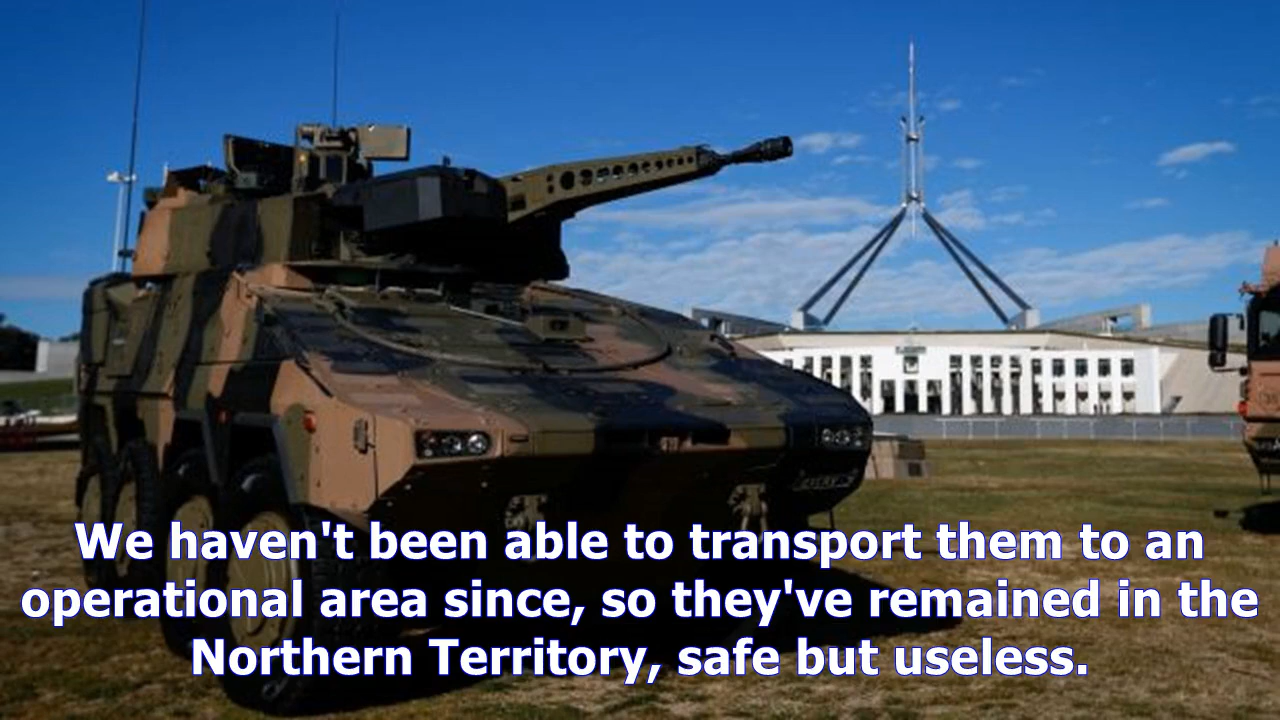 We haven't been able to transport them to an
operational area since, so they've remained in the
Northern Territory, safe but useless.